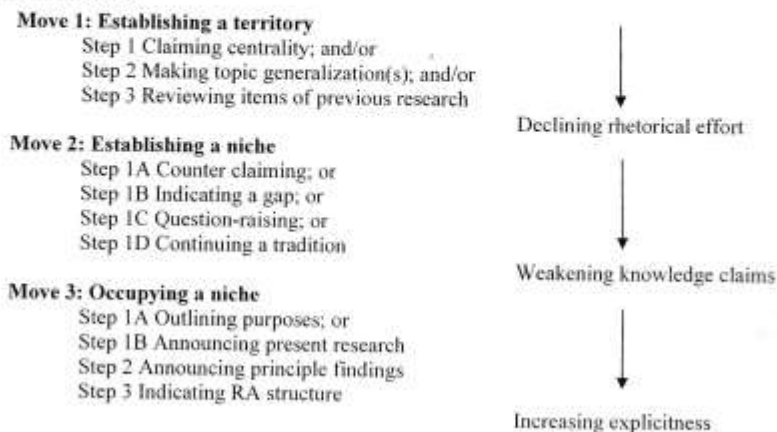 Move 1: Establishing a territory
Step 1 Claiming centrality; and/or
Step 2 Making topic generalization(s); and/or
Step 3 Reviewing items of previous research
Declining rhetorical effort
Move 2: Establishing a niche
Step 1A Counter claiming; or
Step 1B Indicating a gap; or
Step 1C Question-raising; or
Step 1D Continuing a tradition
Weakening knowledge claims
Move 3: Occupying a niche
Step 1A Outlining purposes; or
Step 1B Announcing present research
Step 2 Announcing principle findings
Step 3 Indicating RA structure
Increasing explicitness